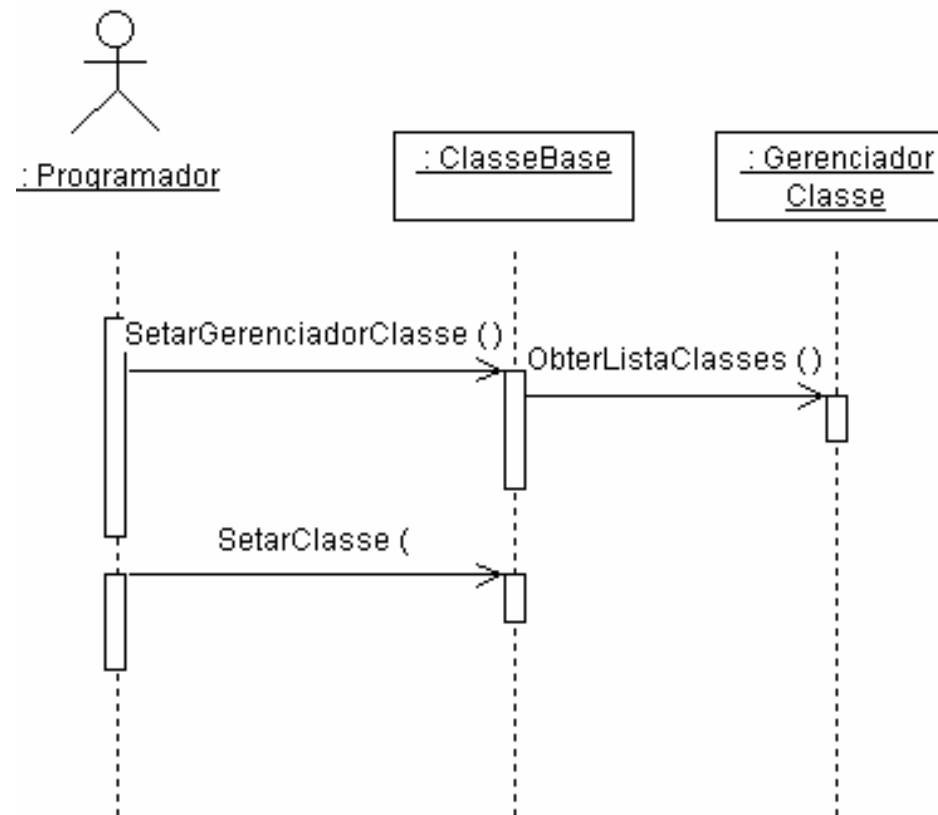 : Programador
: ClasseBase
: Gerenciador
Classe
SetarGerenciadorClasse ()
ObterListaClasses ()
SetarClasse (